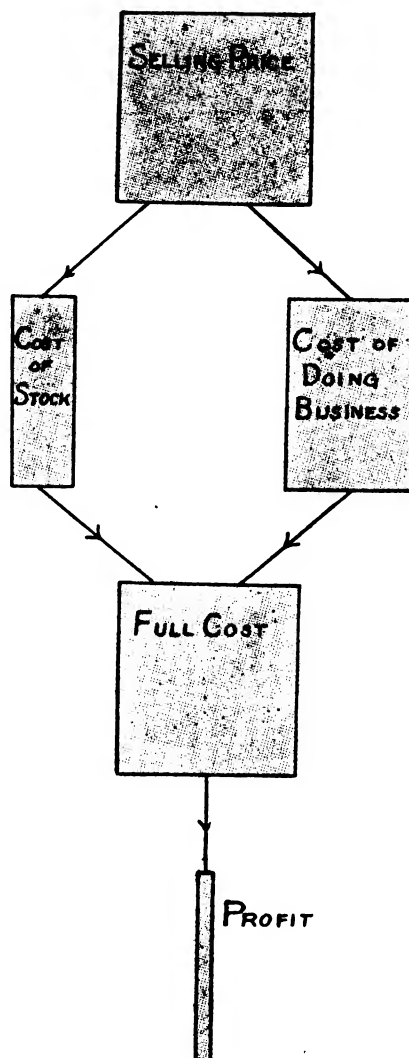 SELLING PRICE
COST
OF
STOCK
COST OF
DOING
BUSINESS
FULL COST
PROFIT